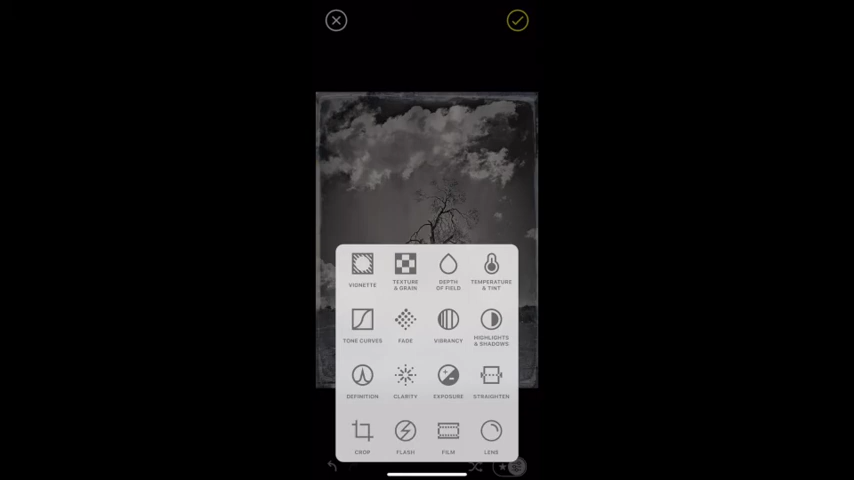 VIGNETTE
TEXTURE
& GRAIN
DEPTH
OF FIELD
TEMPERATURE
& TINT
TONE CURVES
FADE
VIBRANCY
HIGHLIGHTS
& SHADOWS
DEFINITION
CLARITY
EXPOSURE
STRAIGHTEN
CROP
FLASH
FILM
LENS